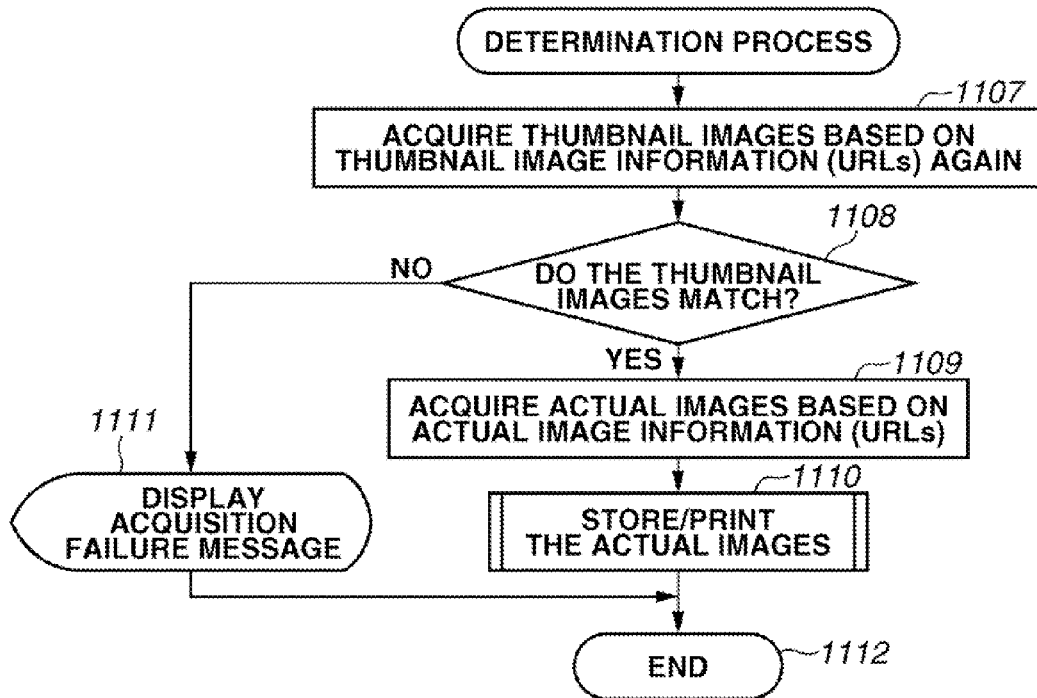 DETERMINATION PROCESS
1107
ACQUIRE THUMBNAIL IMAGES BASED ON
THUMBNAIL IMAGE INFORMATION (URLs) AGAIN
1108
NO
DO THE THUMBNAIL
IMAGES MATCH?
YES
1109
ACQUIRE ACTUAL IMAGES BASED ON
ACTUAL IMAGE INFORMATION (URLs)
1111
1110
DISPLAY
ACQUISITION
FAILURE MESSAGE
STORE/PRINT
THE ACTUAL IMAGES
END
1112